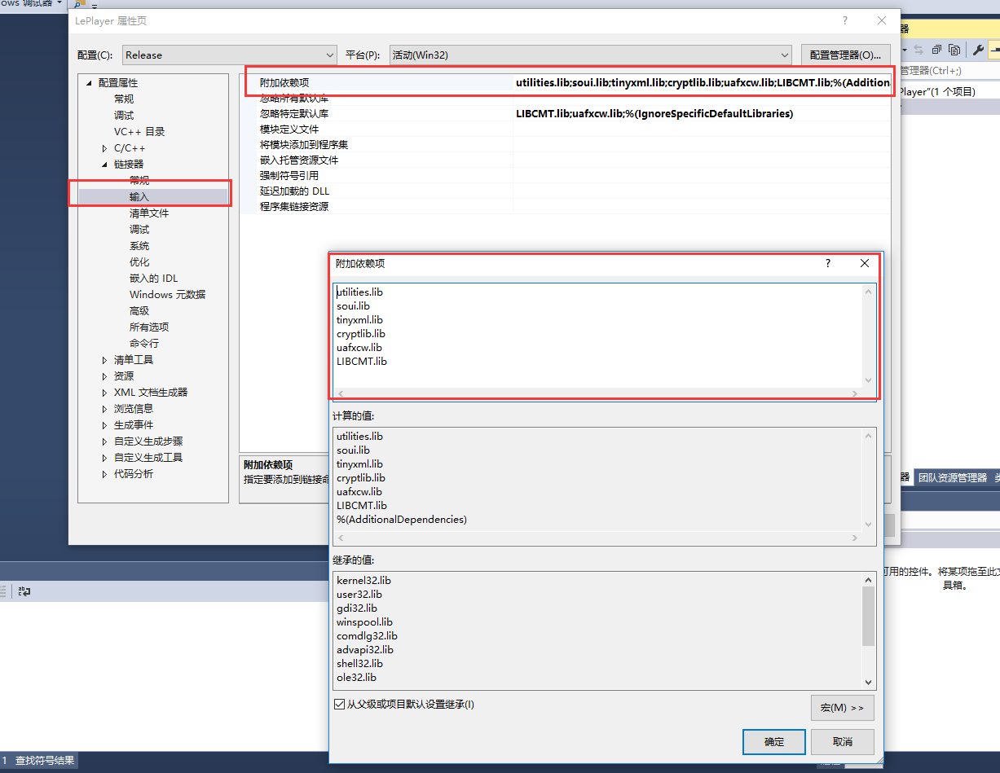 ows 调试器
LePlayer 属性页
?
配置(C):
Release
平台(P):
活动(Win32)
配置管理器(O)...
器
管理器(Ctrl+;)
Player"(1 个项目)
配置属性
常规
调试
VC++ 目录
C/C++
链接器
常规
输入
清单文件
调试
系统
优化
嵌入的 IDL
Windows 元数据
高级
所有选项
命令行
清单工具
资源
XML 文档生成器
浏览信息
生成事件
自定义生成步骤
自定义生成工具
代码分析
附加依赖项
utilities.lib;soui.lib;tinyxml.lib;cryptlib.lib;uafxcw.lib;LIBCMT.lib;%(Addition
忽略所有默认库
忽略特定默认库
LIBCMT.lib;uafxcw.lib;%(IgnoreSpecificDefaultLibraries)
模块定义文件
将模块添加到程序集
嵌入托管资源文件
强制符号引用
延迟加载的 DLL
程序集链接资源
附加依赖项
指定要添加到链接命
附加依赖项
?
utilities.lib
soui.lib
tinyxml.lib
cryptlib.lib
uafxcw.lib
LIBCMT.lib
计算的值:
utilities.lib
soui.lib
tinyxml.lib
cryptlib.lib
uafxcw.lib
LIBCMT.lib
%(AdditionalDependencies)
继承的值:
kernel32.lib
user32.lib
gdi32.lib
winspool.lib
comdlg32.lib
advapi32.lib
shell32.lib
ole32.lib
从父级或项目默认设置继承(I)
宏(M) >>
确定
取消
器
团队资源管理器
类
可用的控件。将某项拖至此文
具箱。
1
查找符号结果